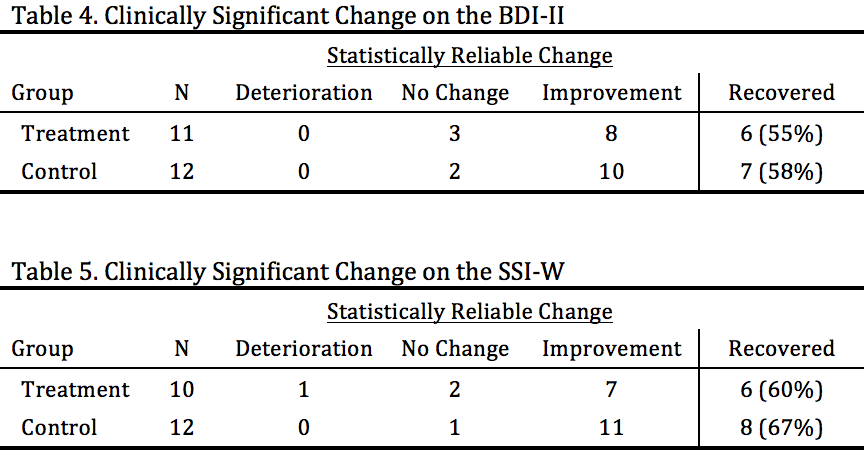 Table 4. Clinically Significant Change on the BDI-II
Statistically Reliable Change
Group N Deterioration No Change Improvement Recovered
Treatment 11 0 3 8 6 (55%)
Control 12 0 2 10 7 (58%)
Table 5. Clinically Significant Change on the SSI-W
Statistically Reliable Change
Group N Deterioration No Change Improvement Recovered
Treatment 10 1 2 7 6 (60%)
Control 12 0 1 11 8 (67%)